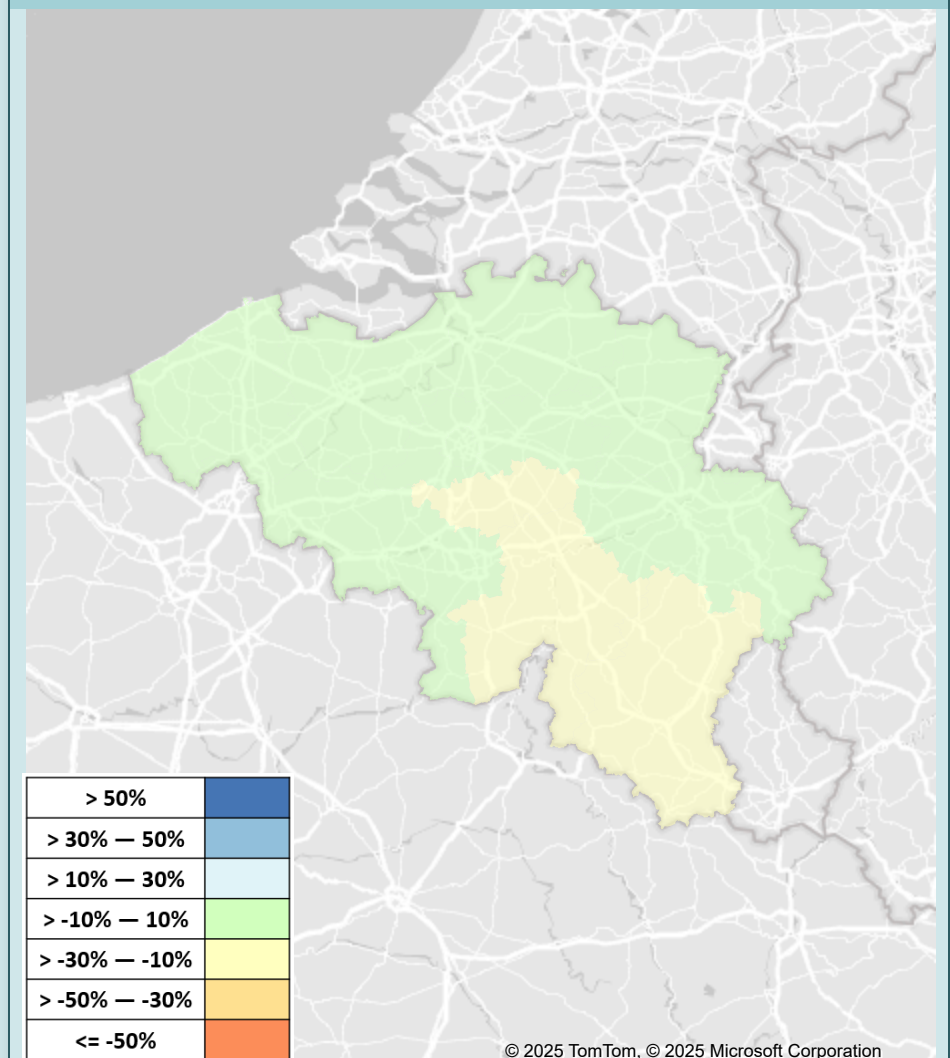 > 50%
> 30% — 50%
> 10% — 30%
> -10% — 10%
> -30% — -10%
> -50% — -30%
<= -50%
© 2025 TomTom, © 2025 Microsoft Corporation